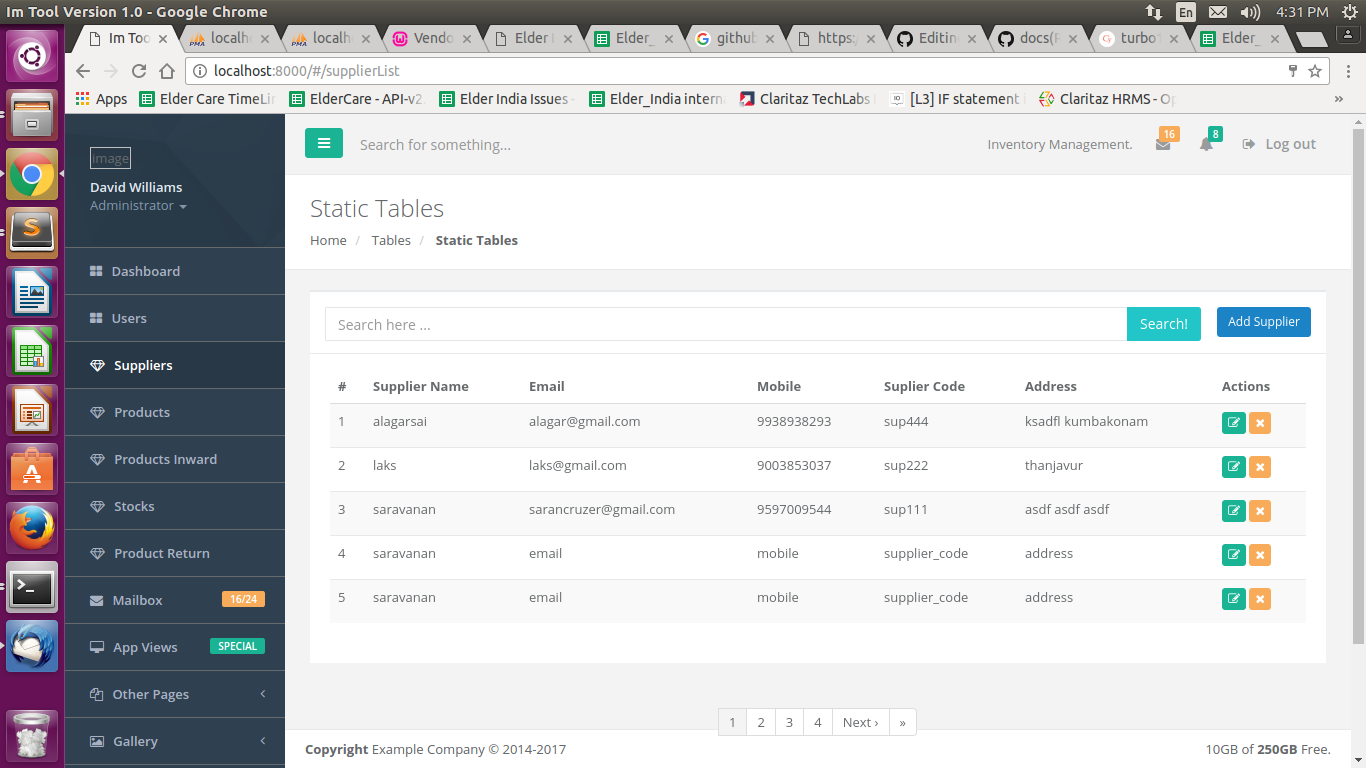 Im Tool Version 1.0 - Google Chrome
En 4:31 PM
Im Too localh localh Vendo Elder Elder_ github https: Editin docs( turbo Elder_
localhost:8000/#/supplierList
Apps Elder Care TimeLin ElderCare - API-v2. Elder India Issues - Elder_India intern Claritaz TechLabs [L3] IF statement i Claritaz HRMS - Op »
image
David Williams
Administrator
Dashboard
Users
Suppliers
Products
Products Inward
Stocks
Product Return
Mailbox 16/24
App Views SPECIAL
Other Pages
Gallery
Search for something...
Inventory Management. 16 8 Log out
Static Tables
Home / Tables / Static Tables
Search here ... Search! Add Supplier
# Supplier Name Email Mobile Suplier Code Address Actions
1 alagarsai alagar@gmail.com 9938938293 sup444 ksadfl kumbakonam
2 laks laks@gmail.com 9003853037 sup222 thanjavur
3 saravanan sarancruzer@gmail.com 9597009544 sup111 asdf asdf asdf
4 saravanan email mobile supplier_code address
5 saravanan email mobile supplier_code address
1 2 3 4 Next › »
Copyright Example Company © 2014-2017
10GB of 250GB Free.